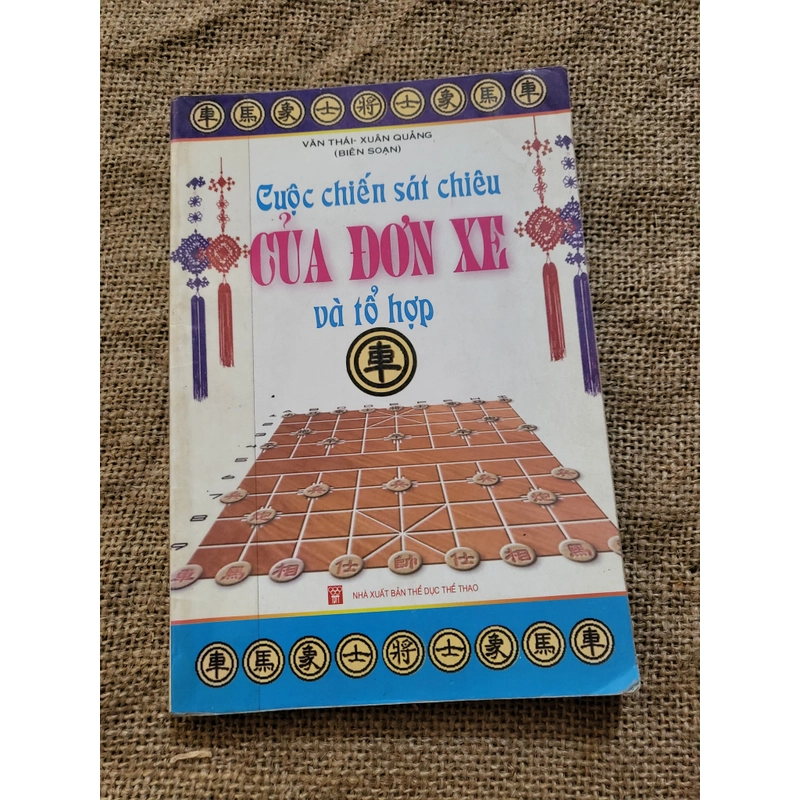 車 馬 象 士 将 士 象 馬 車
VĂN THÁI- XUÂN QUẢNG
(BIÊN SOẠN)
Cuộc chiến sát chiêu
CỦA ĐƠN XE
và tổ hợp
車
車 馬 相 仕 帥 仕 相 馬
NHÀ XUẤT BẢN THỂ DỤC THỂ THAO
車 馬 象 士 将 士 象 馬 車